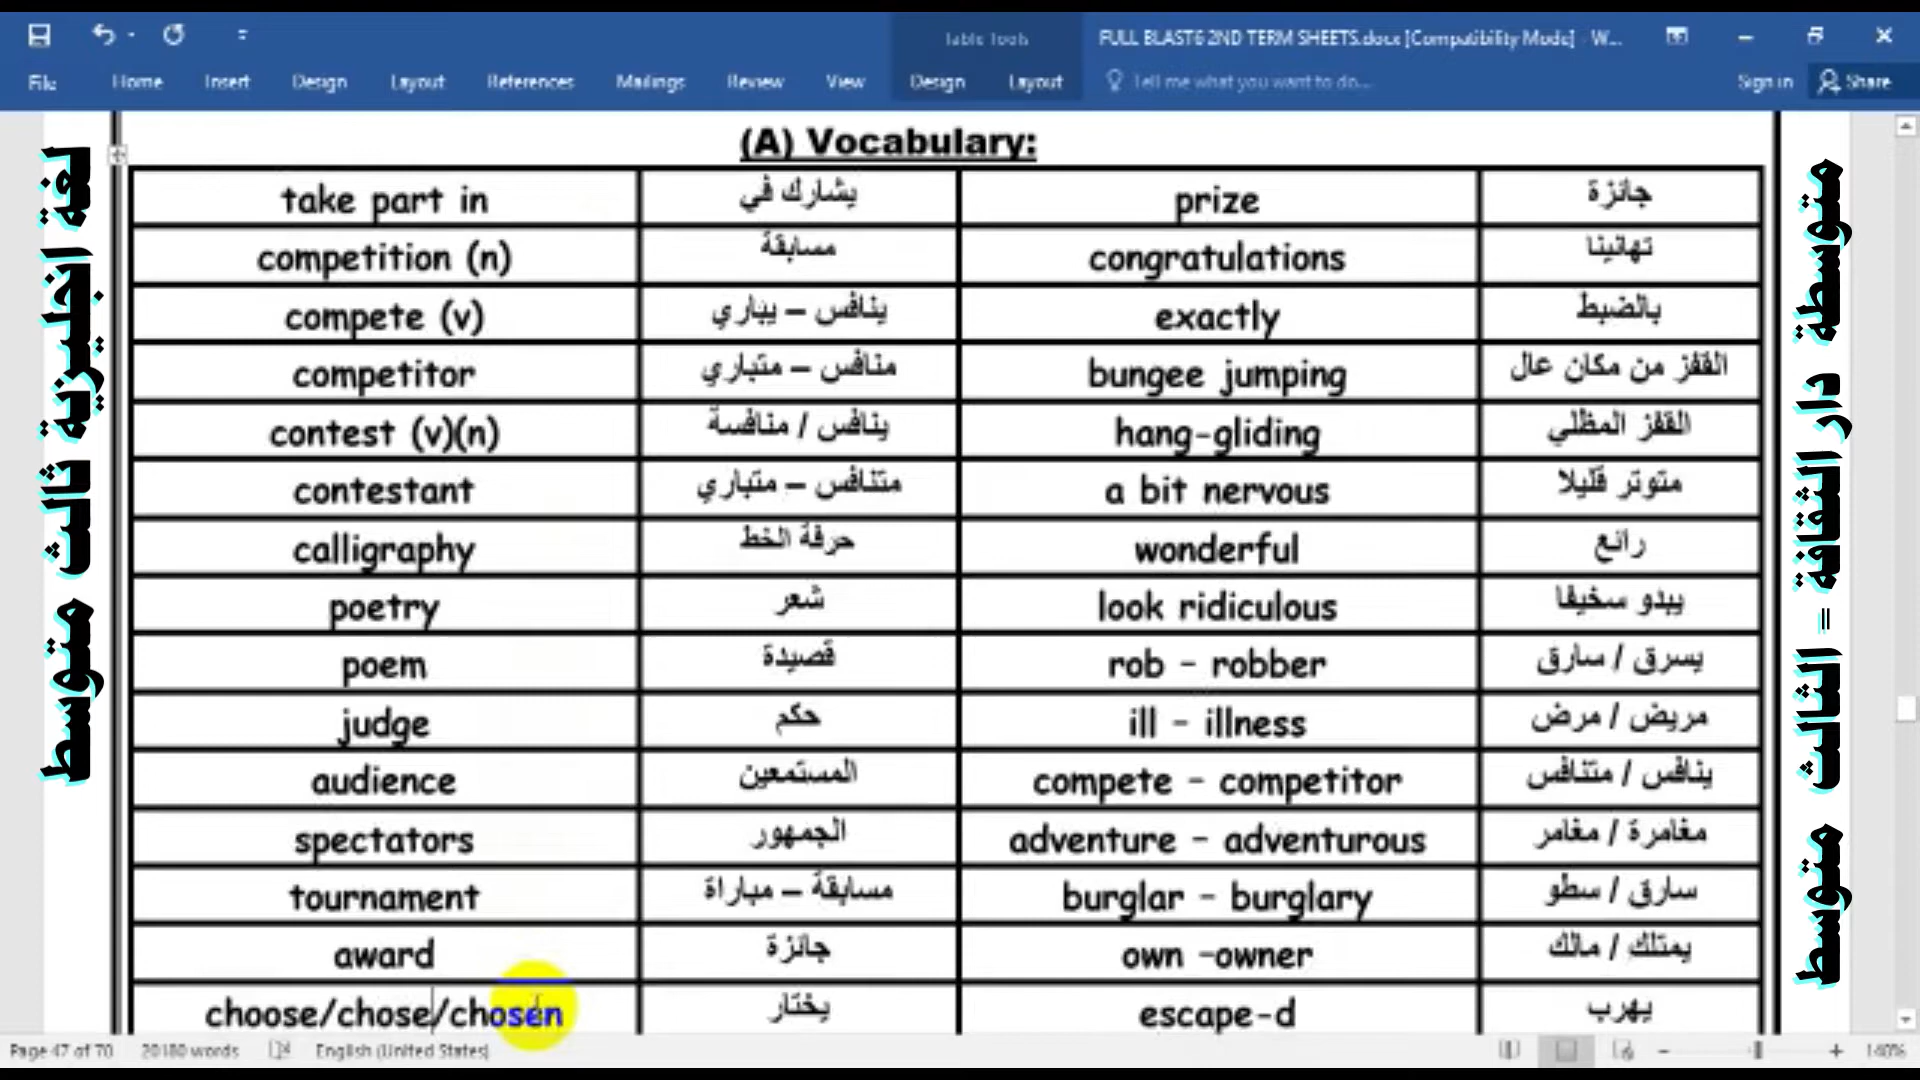 Table Tools
FULL BLAST6 2ND TERM SHEETS.docx [Compatibility Mode] - W...
File Home Insert Design Layout References Mailings Review View Design Layout Tell me what you want to do... Sign in Share
(A) Vocabulary:
take part in يشارك في prize جائزة
competition (n) مسابقة congratulations تهانينا
compete (v) ينافس – يباري exactly بالضبط
competitor منافس – متباري bungee jumping القفز من مكان عال
contest (v)(n) ينافس / منافسة hang-gliding القفز المظلي
contestant متنافس – متباري a bit nervous متوتر قليلا
calligraphy حرفة الخط wonderful رائع
poetry شعر look ridiculous يبدو سخيفا
poem قصيدة rob - robber يسرق / سارق
judge حكم ill - illness مريض / مرض
audience المستمعين compete - competitor ينافس / متنافس
spectators الجمهور adventure - adventurous مغامرة / مغامر
tournament مسابقة – مباراة burglar - burglary سارق / سطو
award جائزة own -owner يمتلك / مالك
choose/chose/chosen يختار escape-d يهرب
لغة انجليزية ثالث متوسط
متوسطة دار الثقافة = الثالث متوسط
Page 47 of 70 20180 words English (United States) 140%